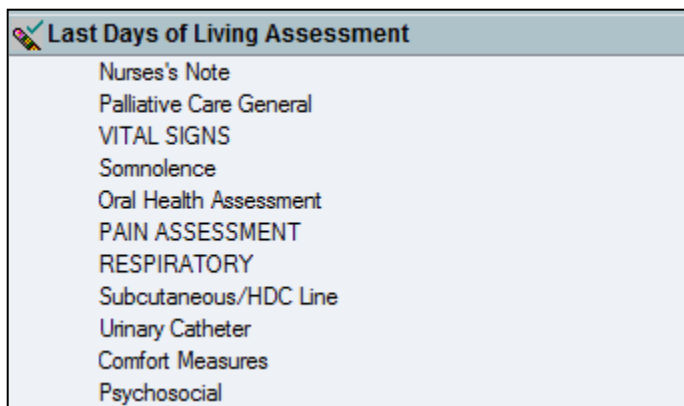 Last Days of Living Assessment
Nurses's Note
Palliative Care General
VITAL SIGNS
Somnolence
Oral Health Assessment
PAIN ASSESSMENT
RESPIRATORY
Subcutaneous/HDC Line
Urinary Catheter
Comfort Measures
Psychosocial